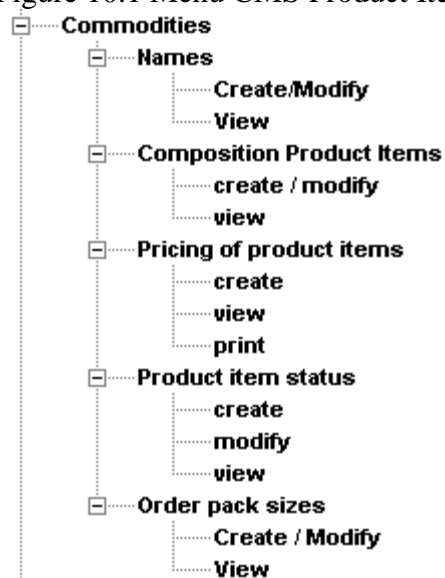 Figure 10.1 Menu CMS Product Ite
Commodities
Names
Create/Modify
View
Composition Product Items
create / modify
view
Pricing of product items
create
view
print
Product item status
create
modify
view
Order pack sizes
Create / Modify
View